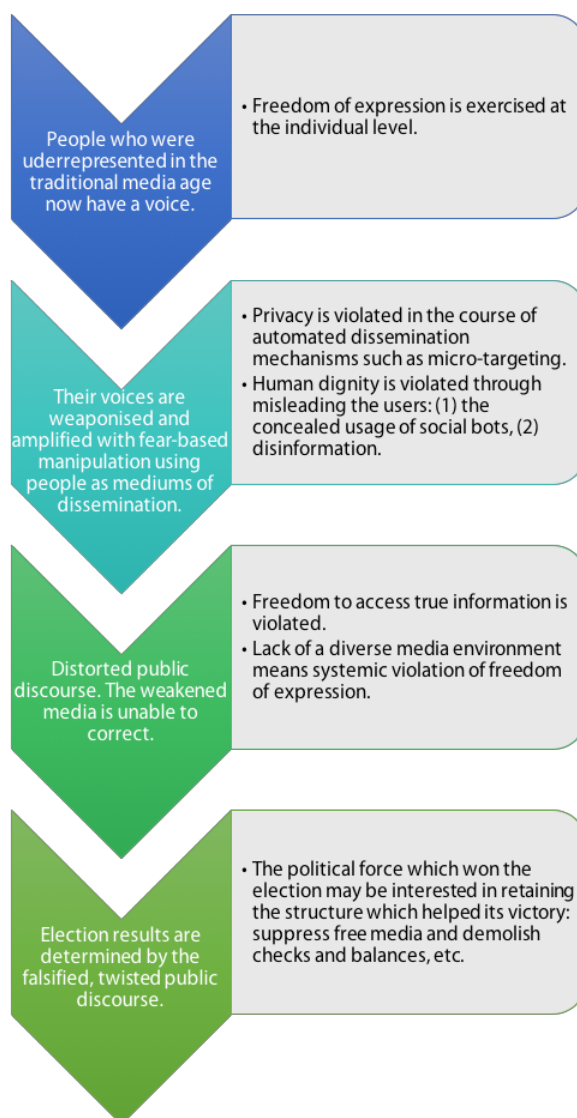 People who were
uderrepresented in the
traditional media age
now have a voice.
• Freedom of expression is exercised at
the individual level.
Their voices are
weaponised and
amplified with fear-based
manipulation using
people as mediums of
dissemination.
• Privacy is violated in the course of
automated dissemination
mechanisms such as micro-targeting.
• Human dignity is violated through
misleading the users: (1) the
concealed usage of social bots, (2)
disinformation.
Distorted public
discourse. The weakened
media is unable to
correct.
• Freedom to access true information is
violated.
• Lack of a diverse media environment
means systemic violation of freedom
of expression.
Election results are
determined by the
falsified, twisted public
discourse.
• The political force which won the
election may be interested in retaining
the structure which helped its victory:
suppress free media and demolish
checks and balances, etc.